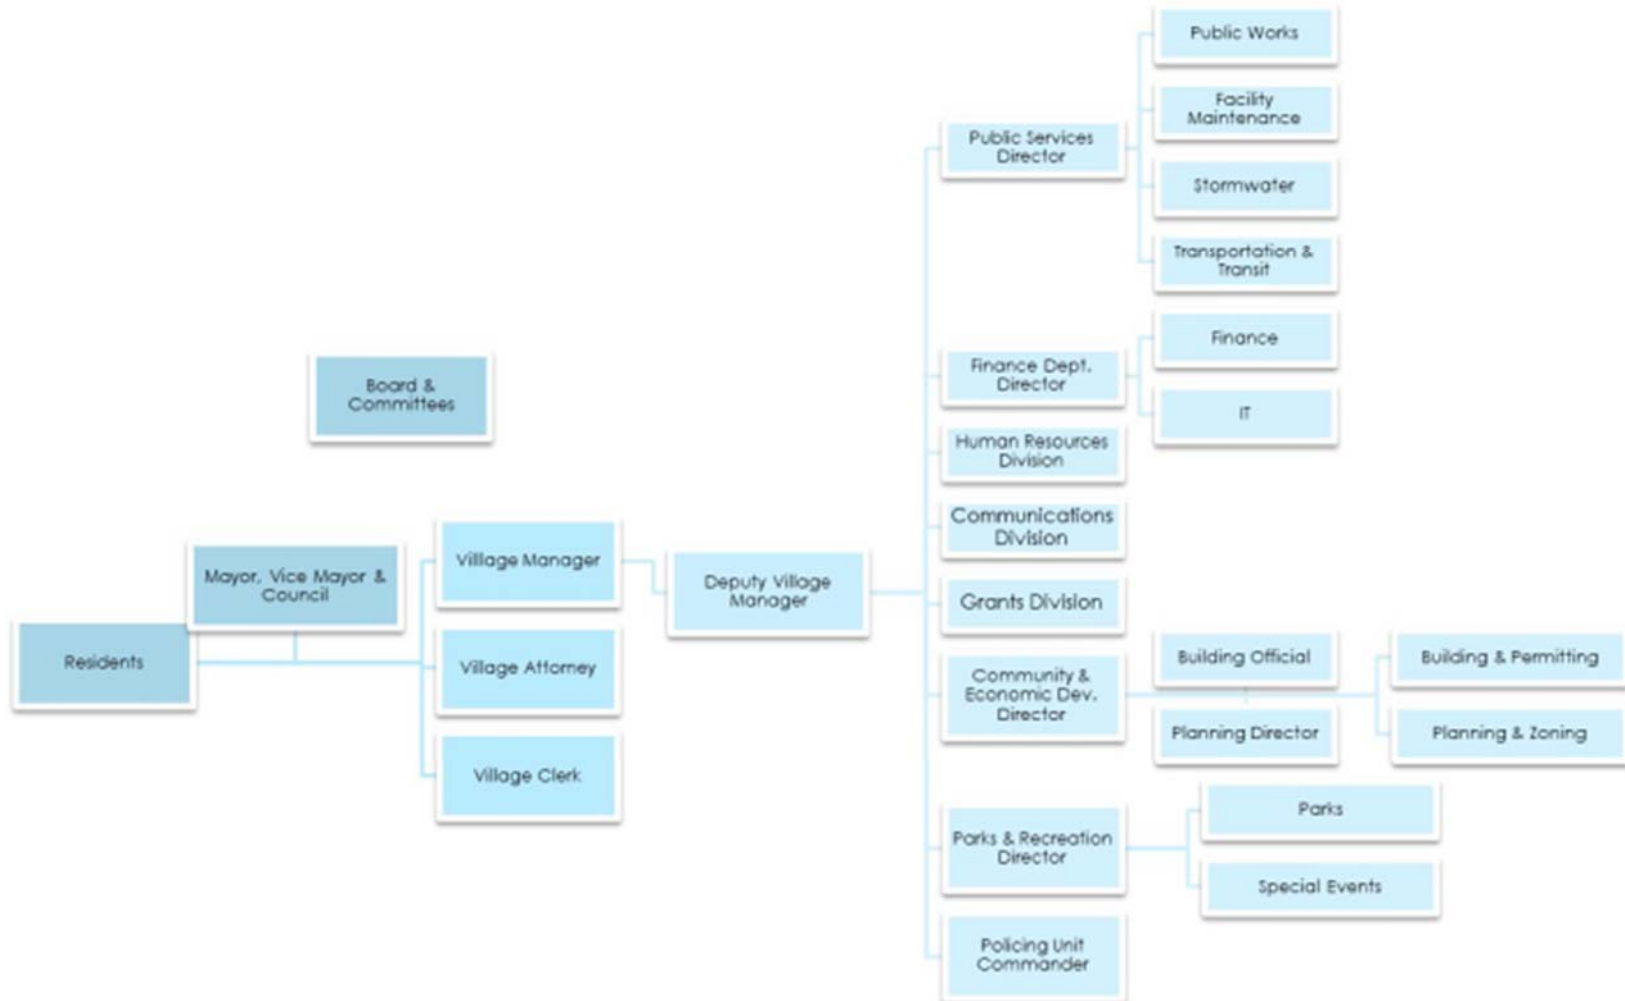 Public Works
Facility
Maintenance
Public Services
Director
Stormwater
Transportation &
Transit
Finance
Board &
Committees
Finance Dept.
Director
IT
Human Resources
Division
Communications
Division
Mayor, Vice Mayor &
Council
Village Manager
Deputy Village
Manager
Grants Division
Residents
Village Attorney
Community &
Economic Dev.
Director
Building Official
Building & Permitting
Planning Director
Planning & Zoning
Village Clerk
Parks & Recreation
Director
Parks
Special Events
Policing Unit
Commander